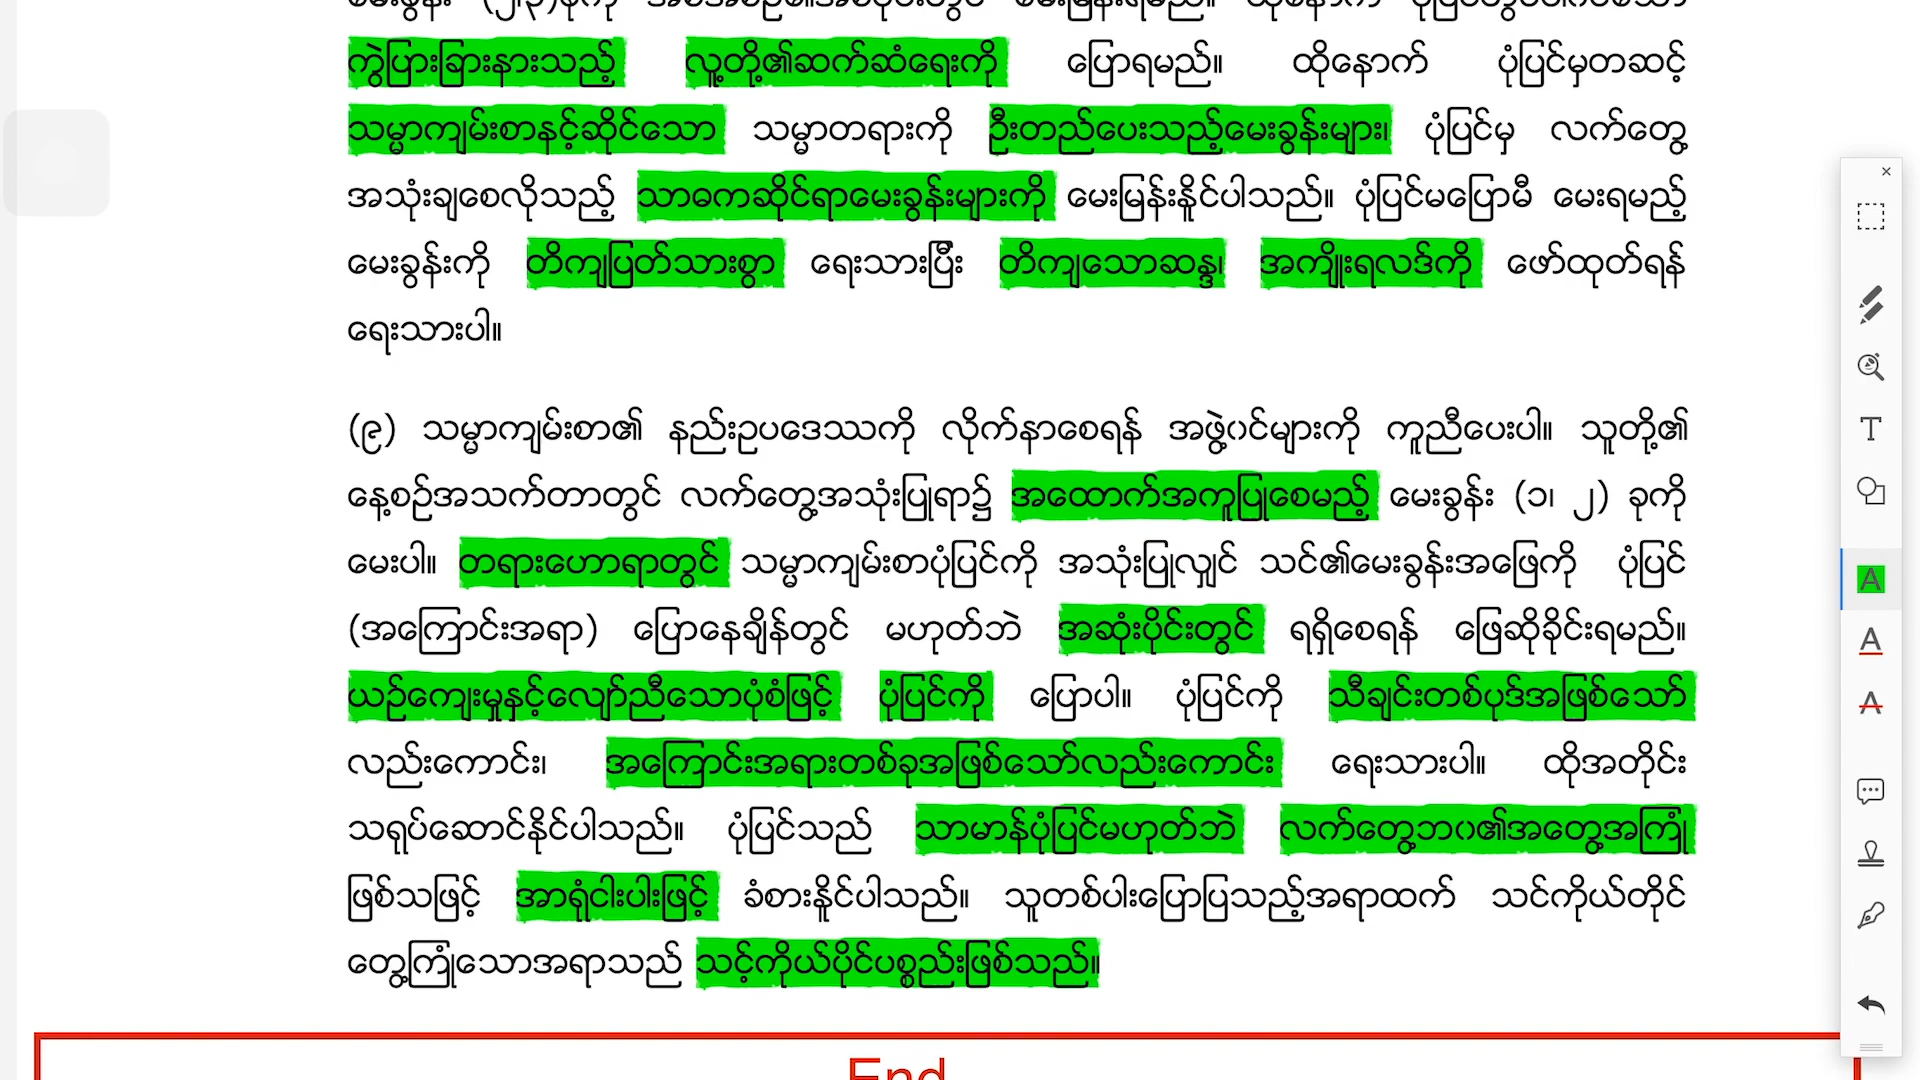 ကွဲပြားခြားနားသည့် လူ့တို့၏ဆက်ဆံရေးကို ပြောရမည်။ ထို့နောက် ပုံပြင်မှတဆင့်
သမ္မာကျမ်းစာနှင့်ဆိုင်သော သမ္မာတရားကို ဦးတည်ပေးသည့်မေးခွန်းများ၊ ပုံပြင်မှ လက်တွေ့
အသုံးချစေလိုသည့် သာဓကဆိုင်ရာမေးခွန်းများကို မေးမြန်းနိူင်ပါသည်။ ပုံပြင်မပြောမီ မေးရမည့်
မေးခွန်းကို တိကျပြတ်သားစွာ ရေးသားပြီး တိကျသောဆန္ဒ၊ အကျိုးရလဒ်ကို ဖော်ထုတ်ရန်
ရေးသားပါ။
(၉) သမ္မာကျမ်းစာ၏ နည်းဥပဒေသကို လိုက်နာစေရန် အဖွဲ့ဝင်များကို ကူညီပေးပါ။ သူတို့၏
နေ့စဉ်အသက်တာတွင် လက်တွေ့အသုံးပြုရာ၌ အထောက်အကူပြုစေမည့် မေးခွန်း (၁၊ ၂) ခုကို
မေးပါ။ တရားဟောရာတွင် သမ္မာကျမ်းစာပုံပြင်ကို အသုံးပြုလျှင် သင်၏မေးခွန်းအဖြေကို ပုံပြင်
(အကြောင်းအရာ) ပြောနေချိန်တွင် မဟုတ်ဘဲ အဆုံးပိုင်းတွင် ရရှိစေရန် ဖြေဆိုခိုင်းရမည်။
ယဉ်ကျေးမှုနှင့်လျော်ညီသောပုံစံဖြင့် ပုံပြင်ကို ပြောပါ။ ပုံပြင်ကို သီချင်းတစ်ပုဒ်အဖြစ်သော်
လည်းကောင်း၊ အကြောင်းအရားတစ်ခုအဖြစ်သော်လည်းကောင်း ရေးသားပါ။ ထိုအတိုင်း
သရုပ်ဆောင်နိုင်ပါသည်။ ပုံပြင်သည် သာမာန်ပုံပြင်မဟုတ်ဘဲ လက်တွေ့ဘဝ၏အတွေ့အကြုံ
ဖြစ်သဖြင့် အာရုံငါးပါးဖြင့် ခံစားနိူင်ပါသည်။ သူတစ်ပါးပြောပြသည့်အရာထက် သင်ကိုယ်တိုင်
တွေ့ကြုံသောအရာသည် သင့်ကိုယ်ပိုင်ပစ္စည်းဖြစ်သည်။
End